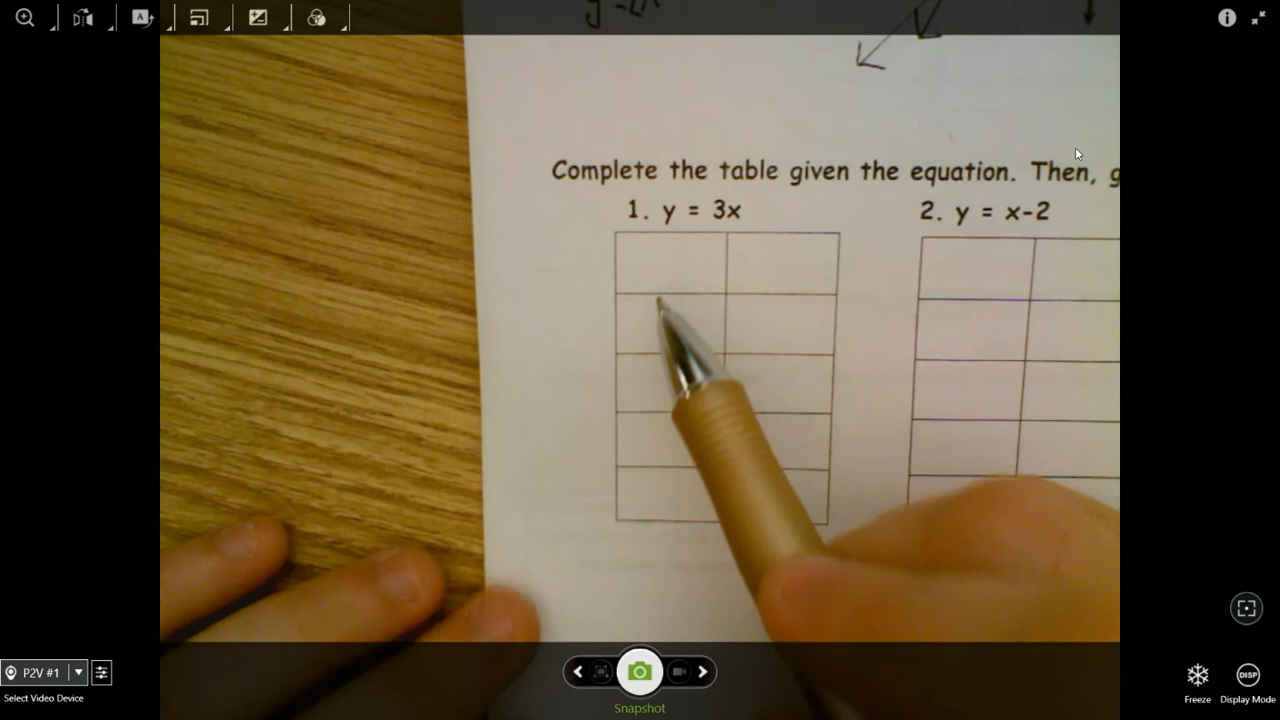 Complete the table given the equation. Then, g
1. y = 3x
2. y = x-2
P2V #1
Select Video Device
Snapshot
Freeze
DISP
Display Mode